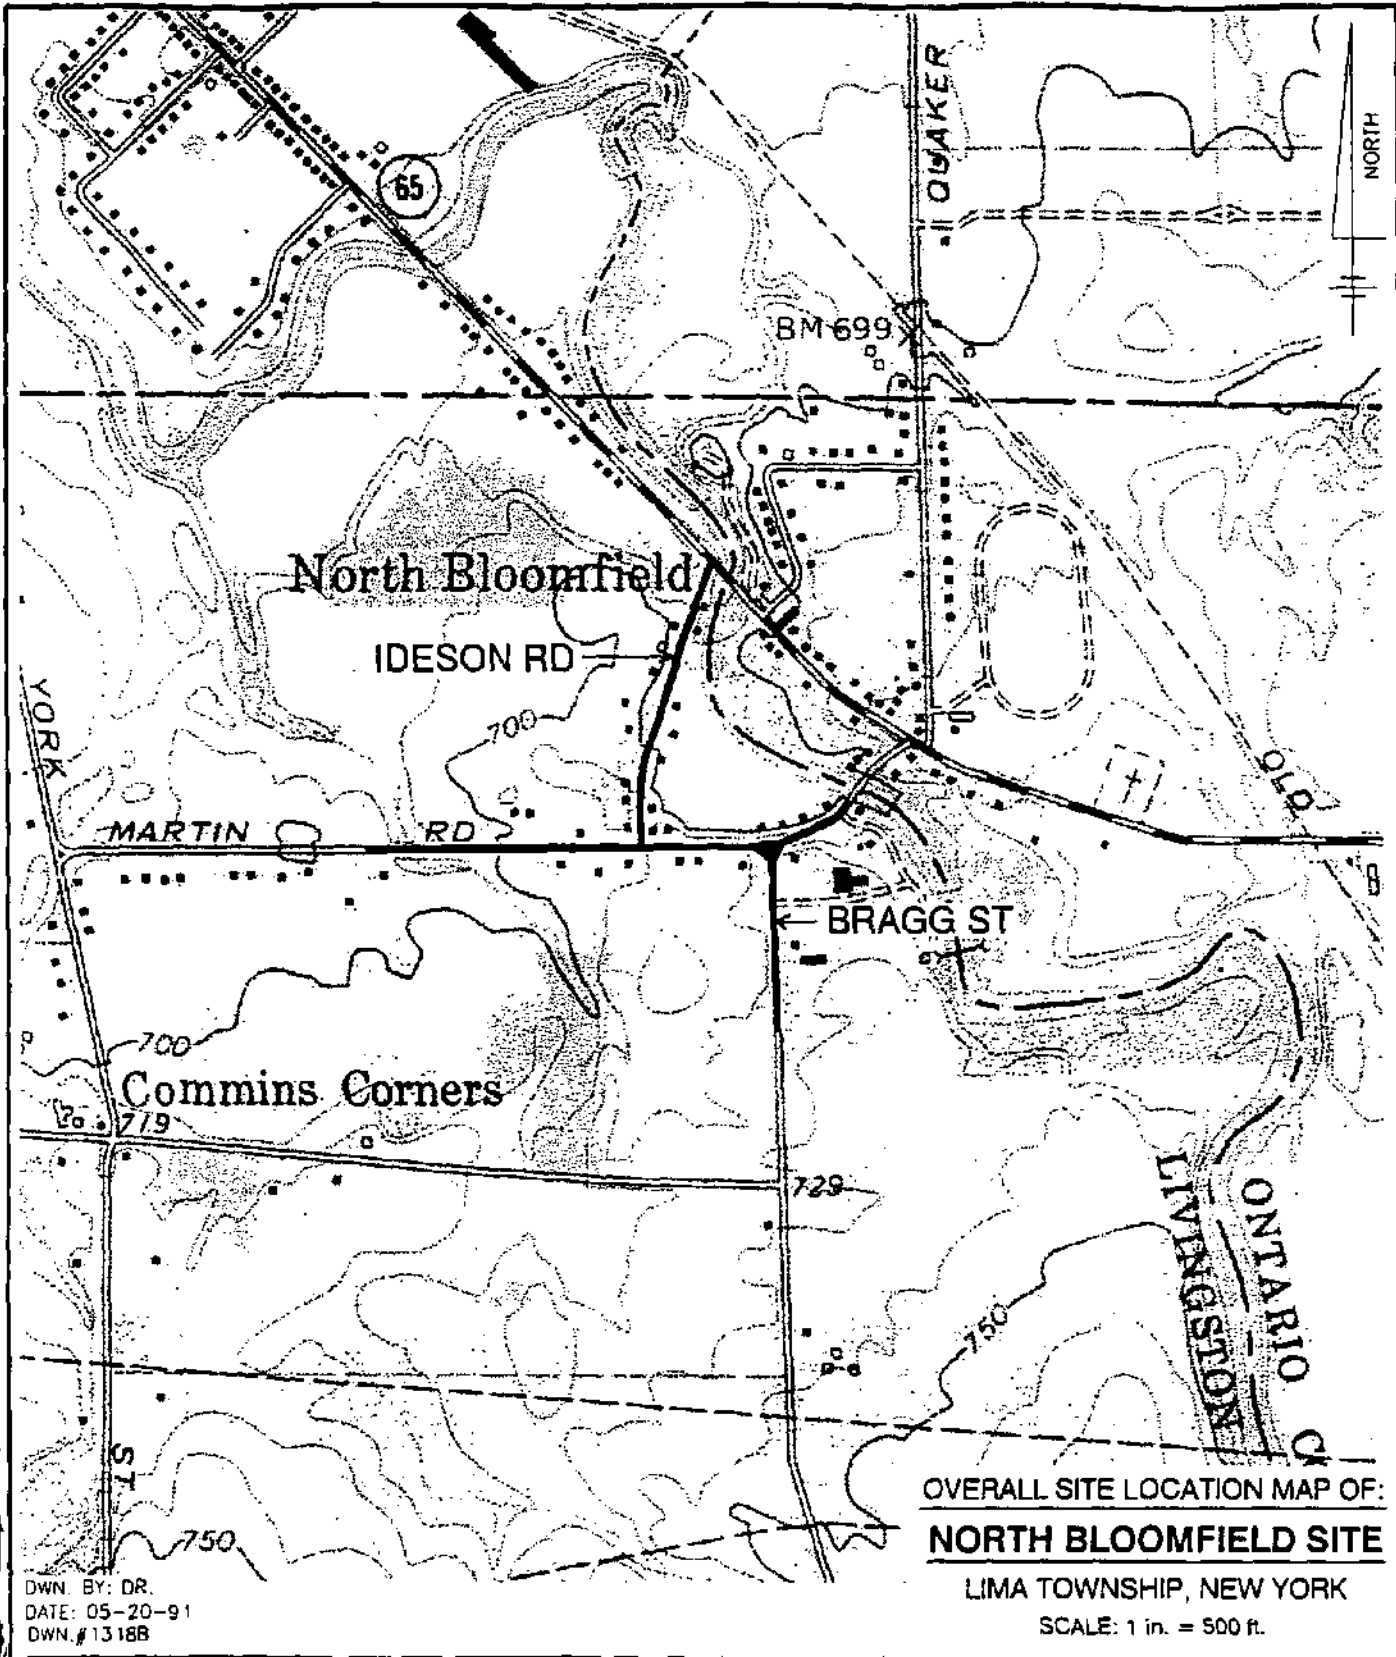 QUAKER
65
NORTH
BM 699
North Bloomfield
IDESON RD
700
YORK
OLD
MARTIN RD
BRAGG ST
700
Commins Corners
719
729
ONTARIO
LIVINGSTON
750
ST
750
OVERALL SITE LOCATION MAP OF:
NORTH BLOOMFIELD SITE
LIMA TOWNSHIP, NEW YORK
SCALE: 1 in. = 500 ft.
DWN. BY: DR.
DATE: 05-20-91
DWN.# 1318B